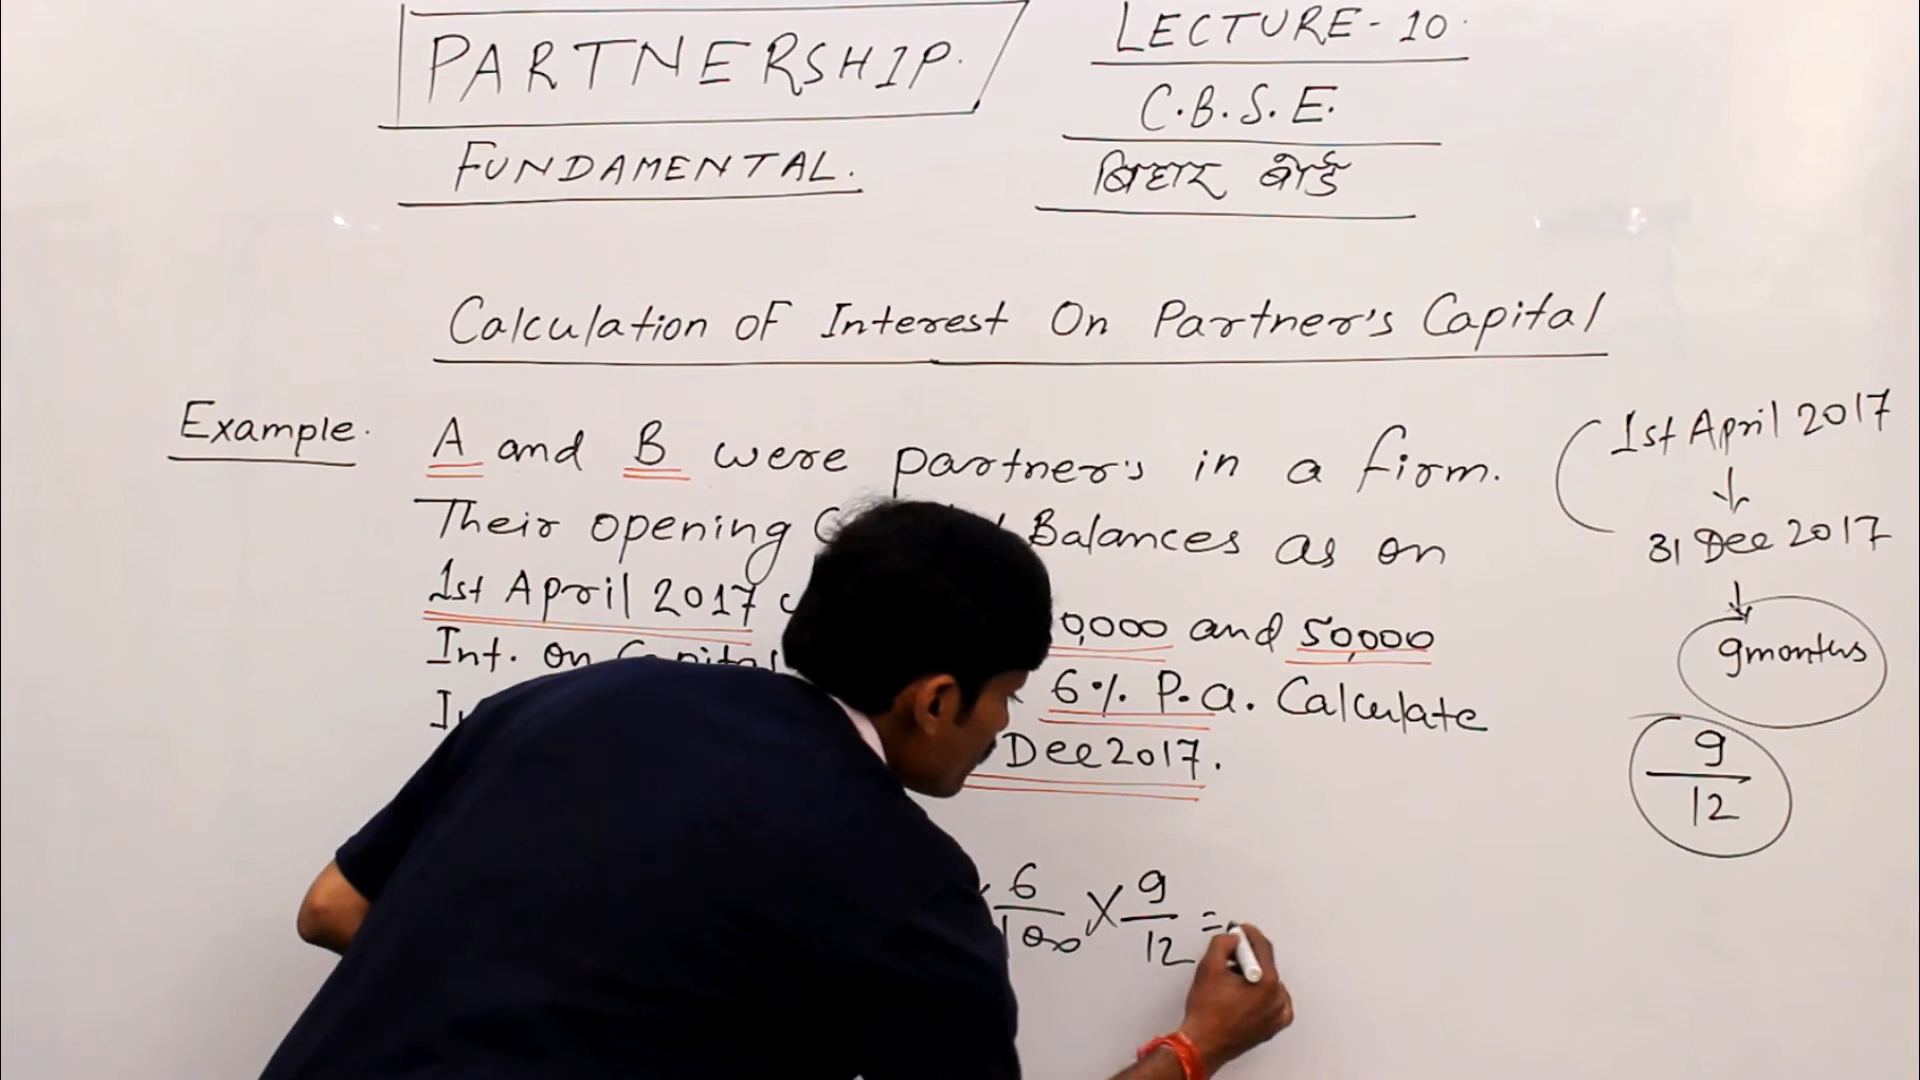 PARTNERSHIP.
FUNDAMENTAL.
LECTURE-10.
C.B.S.E.
बिहार बोर्ड
Calculation OF Interest On Partner's Capital
Example.
A and B were partner's in a firm.
Their opening Balances as on
1st April 2017 0,000 and 50,000
Int. on 6% P.a. Calculate
Dec 2017.
6/100 X 9/12 =
1st April 2017
↓
31 Dec 2017
↓
9months
9/12